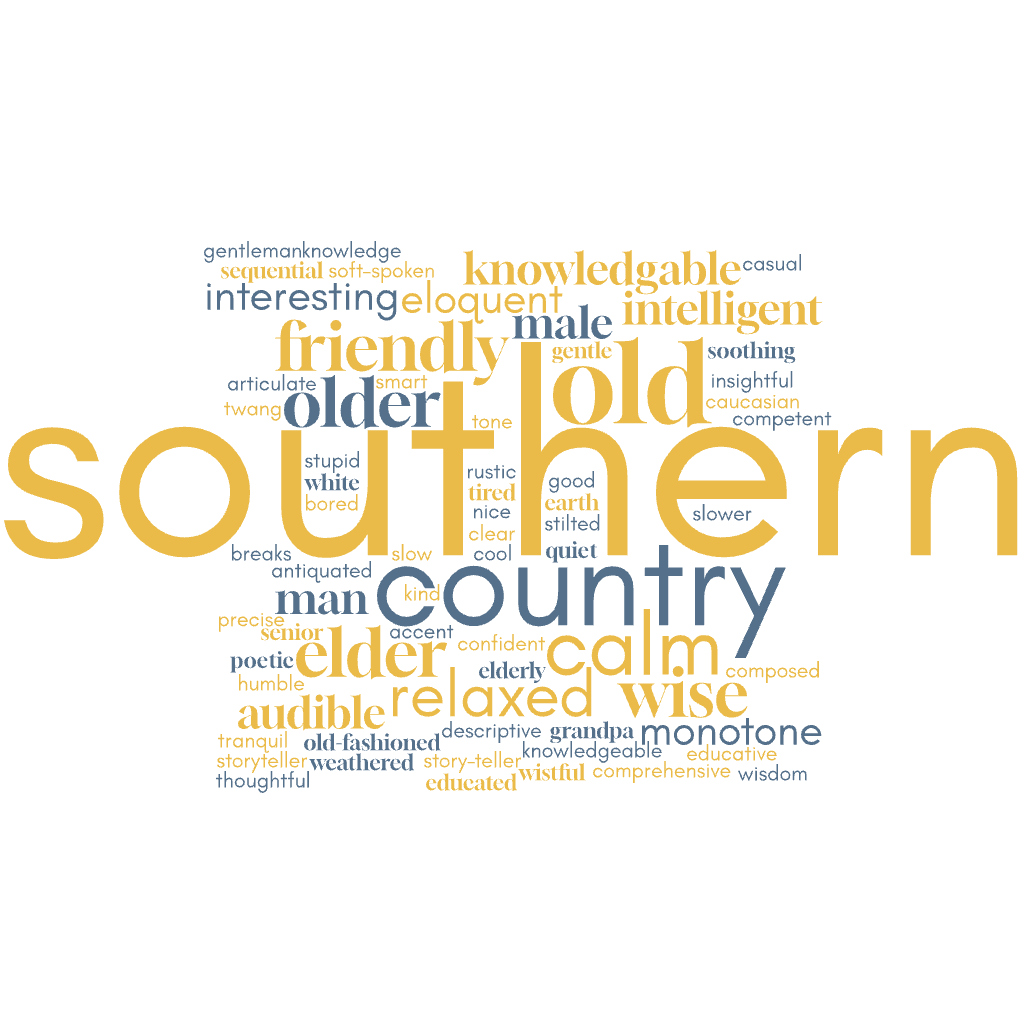 gentlemanknowledge
sequential soft-spoken knowledgable casual
interesting eloquent intelligent
friendly male
gentle old soothing
articulate smart insightful
twang older caucasian
tone competent
southern
stupid rustic good
white tired earth
bored nice stilted slower
clear
breaks slow cool quiet
antiquated country
man kind
precise
senior accent confident calm
poetic elder elderly composed
humble relaxed wise
audible
tranquil old-fashioned descriptive grandpa monotone
storyteller weathered story-teller knowledgeable educative
thoughtful educated wistful comprehensive wisdom